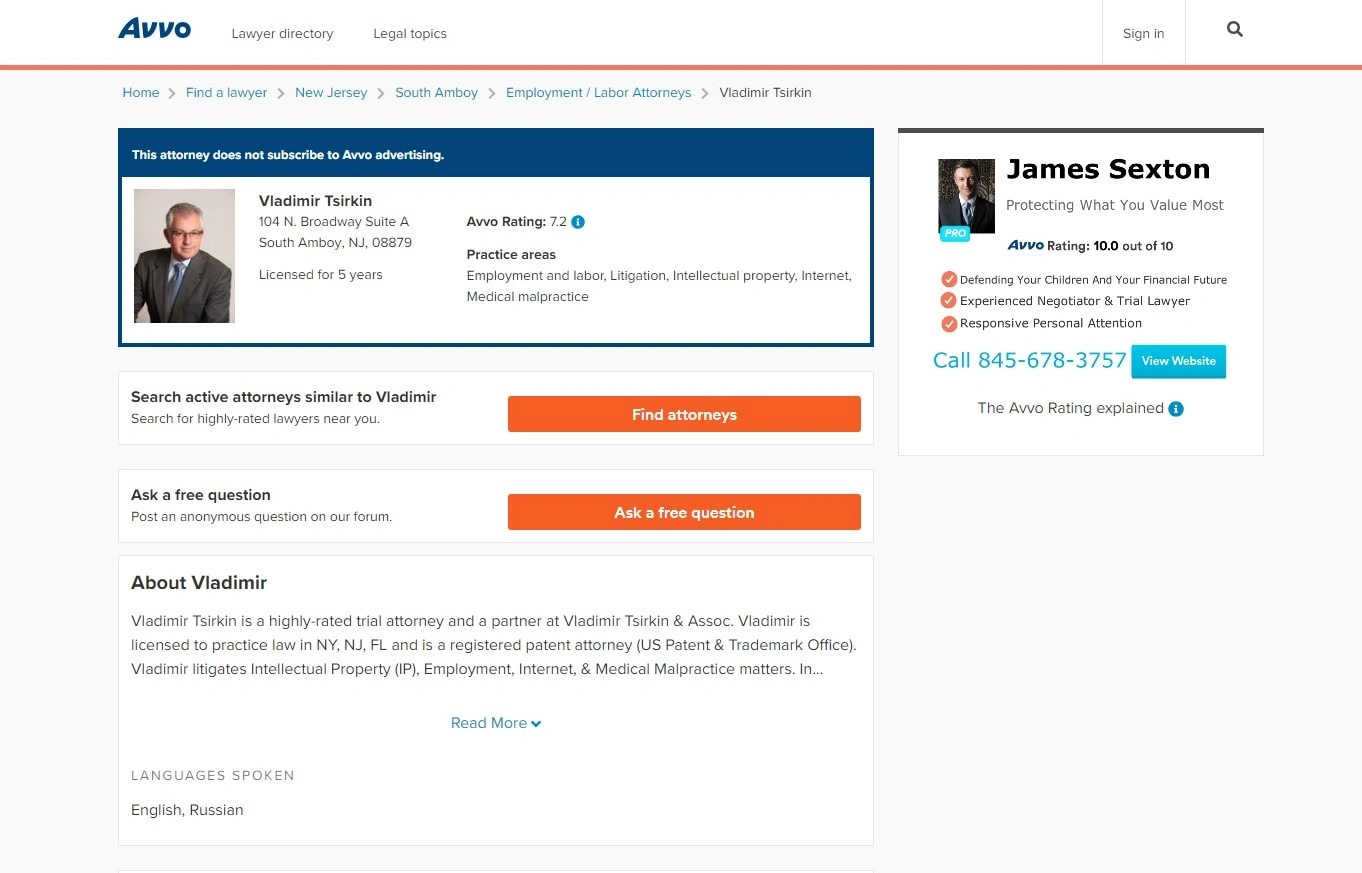 Avvo
Lawyer directory
Legal topics
Sign in
Home > Find a lawyer > New Jersey > South Amboy > Employment / Labor Attorneys > Vladimir Tsirkin
This attorney does not subscribe to Avvo advertising.
Vladimir Tsirkin
104 N. Broadway Suite A
South Amboy, NJ, 08879
Licensed for 5 years
Avvo Rating: 7.2
Practice areas
Employment and labor, Litigation, Intellectual property, Internet,
Medical malpractice
Search active attorneys similar to Vladimir
Search for highly-rated lawyers near you.
Find attorneys
Ask a free question
Post an anonymous question on our forum.
Ask a free question
About Vladimir
Vladimir Tsirkin is a highly-rated trial attorney and a partner at Vladimir Tsirkin & Assoc. Vladimir is
licensed to practice law in NY, NJ, FL and is a registered patent attorney (US Patent & Trademark Office).
Vladimir litigates Intellectual Property (IP), Employment, Internet, & Medical Malpractice matters. In...
Read More
LANGUAGES SPOKEN
English, Russian
James Sexton
Protecting What You Value Most
PRO
Avvo Rating: 10.0 out of 10
Defending Your Children And Your Financial Future
Experienced Negotiator & Trial Lawyer
Responsive Personal Attention
Call 845-678-3757
View Website
The Avvo Rating explained